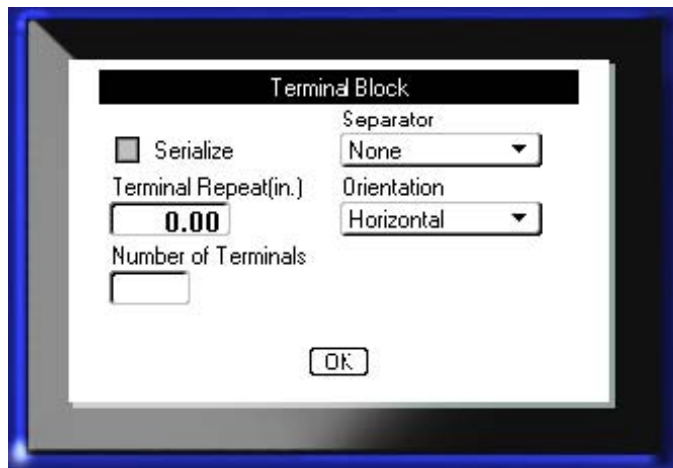 Terminal Block
Separator
Serialize
None
Terminal Repeat(in.)
Orientation
0.00
Horizontal
Number of Terminals
OK